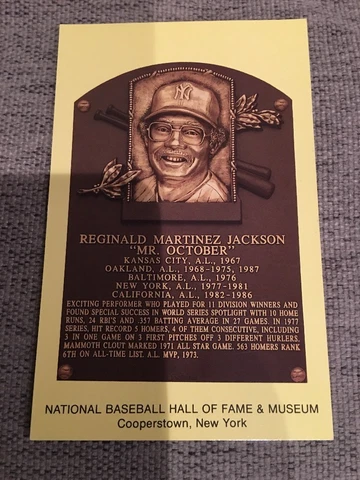 REGINALD MARTINEZ JACKSON
"MR. OCTOBER"
KANSAS CITY, A.L., 1967
OAKLAND, A.L., 1968-1975, 1987
BALTIMORE, A.L., 1976
NEW YORK, A.L., 1977-1981
CALIFORNIA, A.L., 1982-1986
EXCITING PERFORMER WHO PLAYED FOR 11 DIVISION WINNERS AND
FOUND SPECIAL SUCCESS IN WORLD SERIES SPOTLIGHT WITH 10 HOME
RUNS, 24 RBI'S AND .357 BATTING AVERAGE IN 27 GAMES. IN 1977
SERIES, HIT RECORD 5 HOMERS, 4 OF THEM CONSECUTIVE, INCLUDING
3 IN ONE GAME ON 3 FIRST PITCHES OFF 3 DIFFERENT HURLERS.
MAMMOTH CLOUT MARKED 1971 ALL STAR GAME. 563 HOMERS RANK
6TH ON ALL-TIME LIST. A.L. MVP, 1973.
NATIONAL BASEBALL HALL OF FAME & MUSEUM
Cooperstown, New York